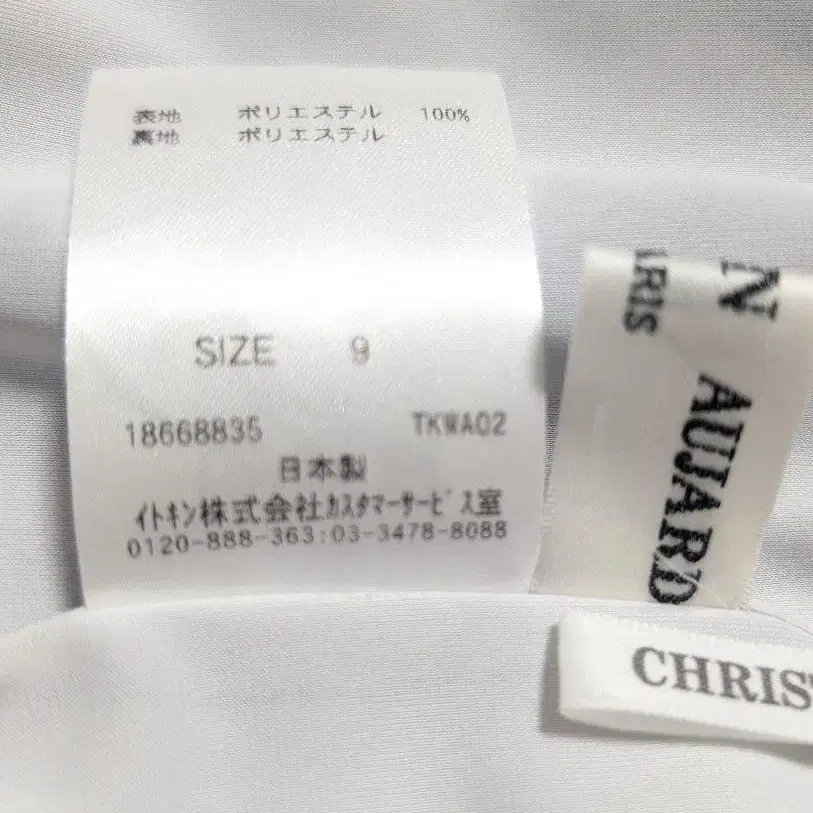 表地 ポリエステル 100%
裏地 ポリエステル
SIZE 9
18668835 TKWA02
日本製
イトキン株式会社カスタマーサービス室
0120-888-363:03-3478-8088
N AUJARD
ARIS
CHRIS